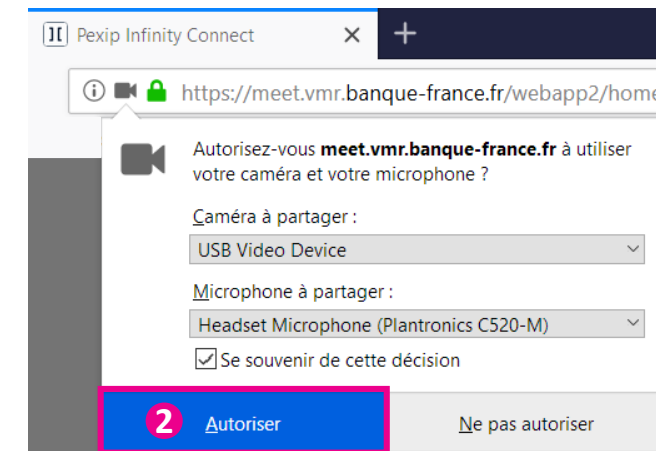 Pexip Infinity Connect
https://meet.vmr.banque-france.fr/webapp2/home
Autorisez-vous meet.vmr.banque-france.fr à utiliser
votre caméra et votre microphone ?
Caméra à partager :
USB Video Device
Microphone à partager :
Headset Microphone (Plantronics C520-M)
Se souvenir de cette décision
2 Autoriser Ne pas autoriser